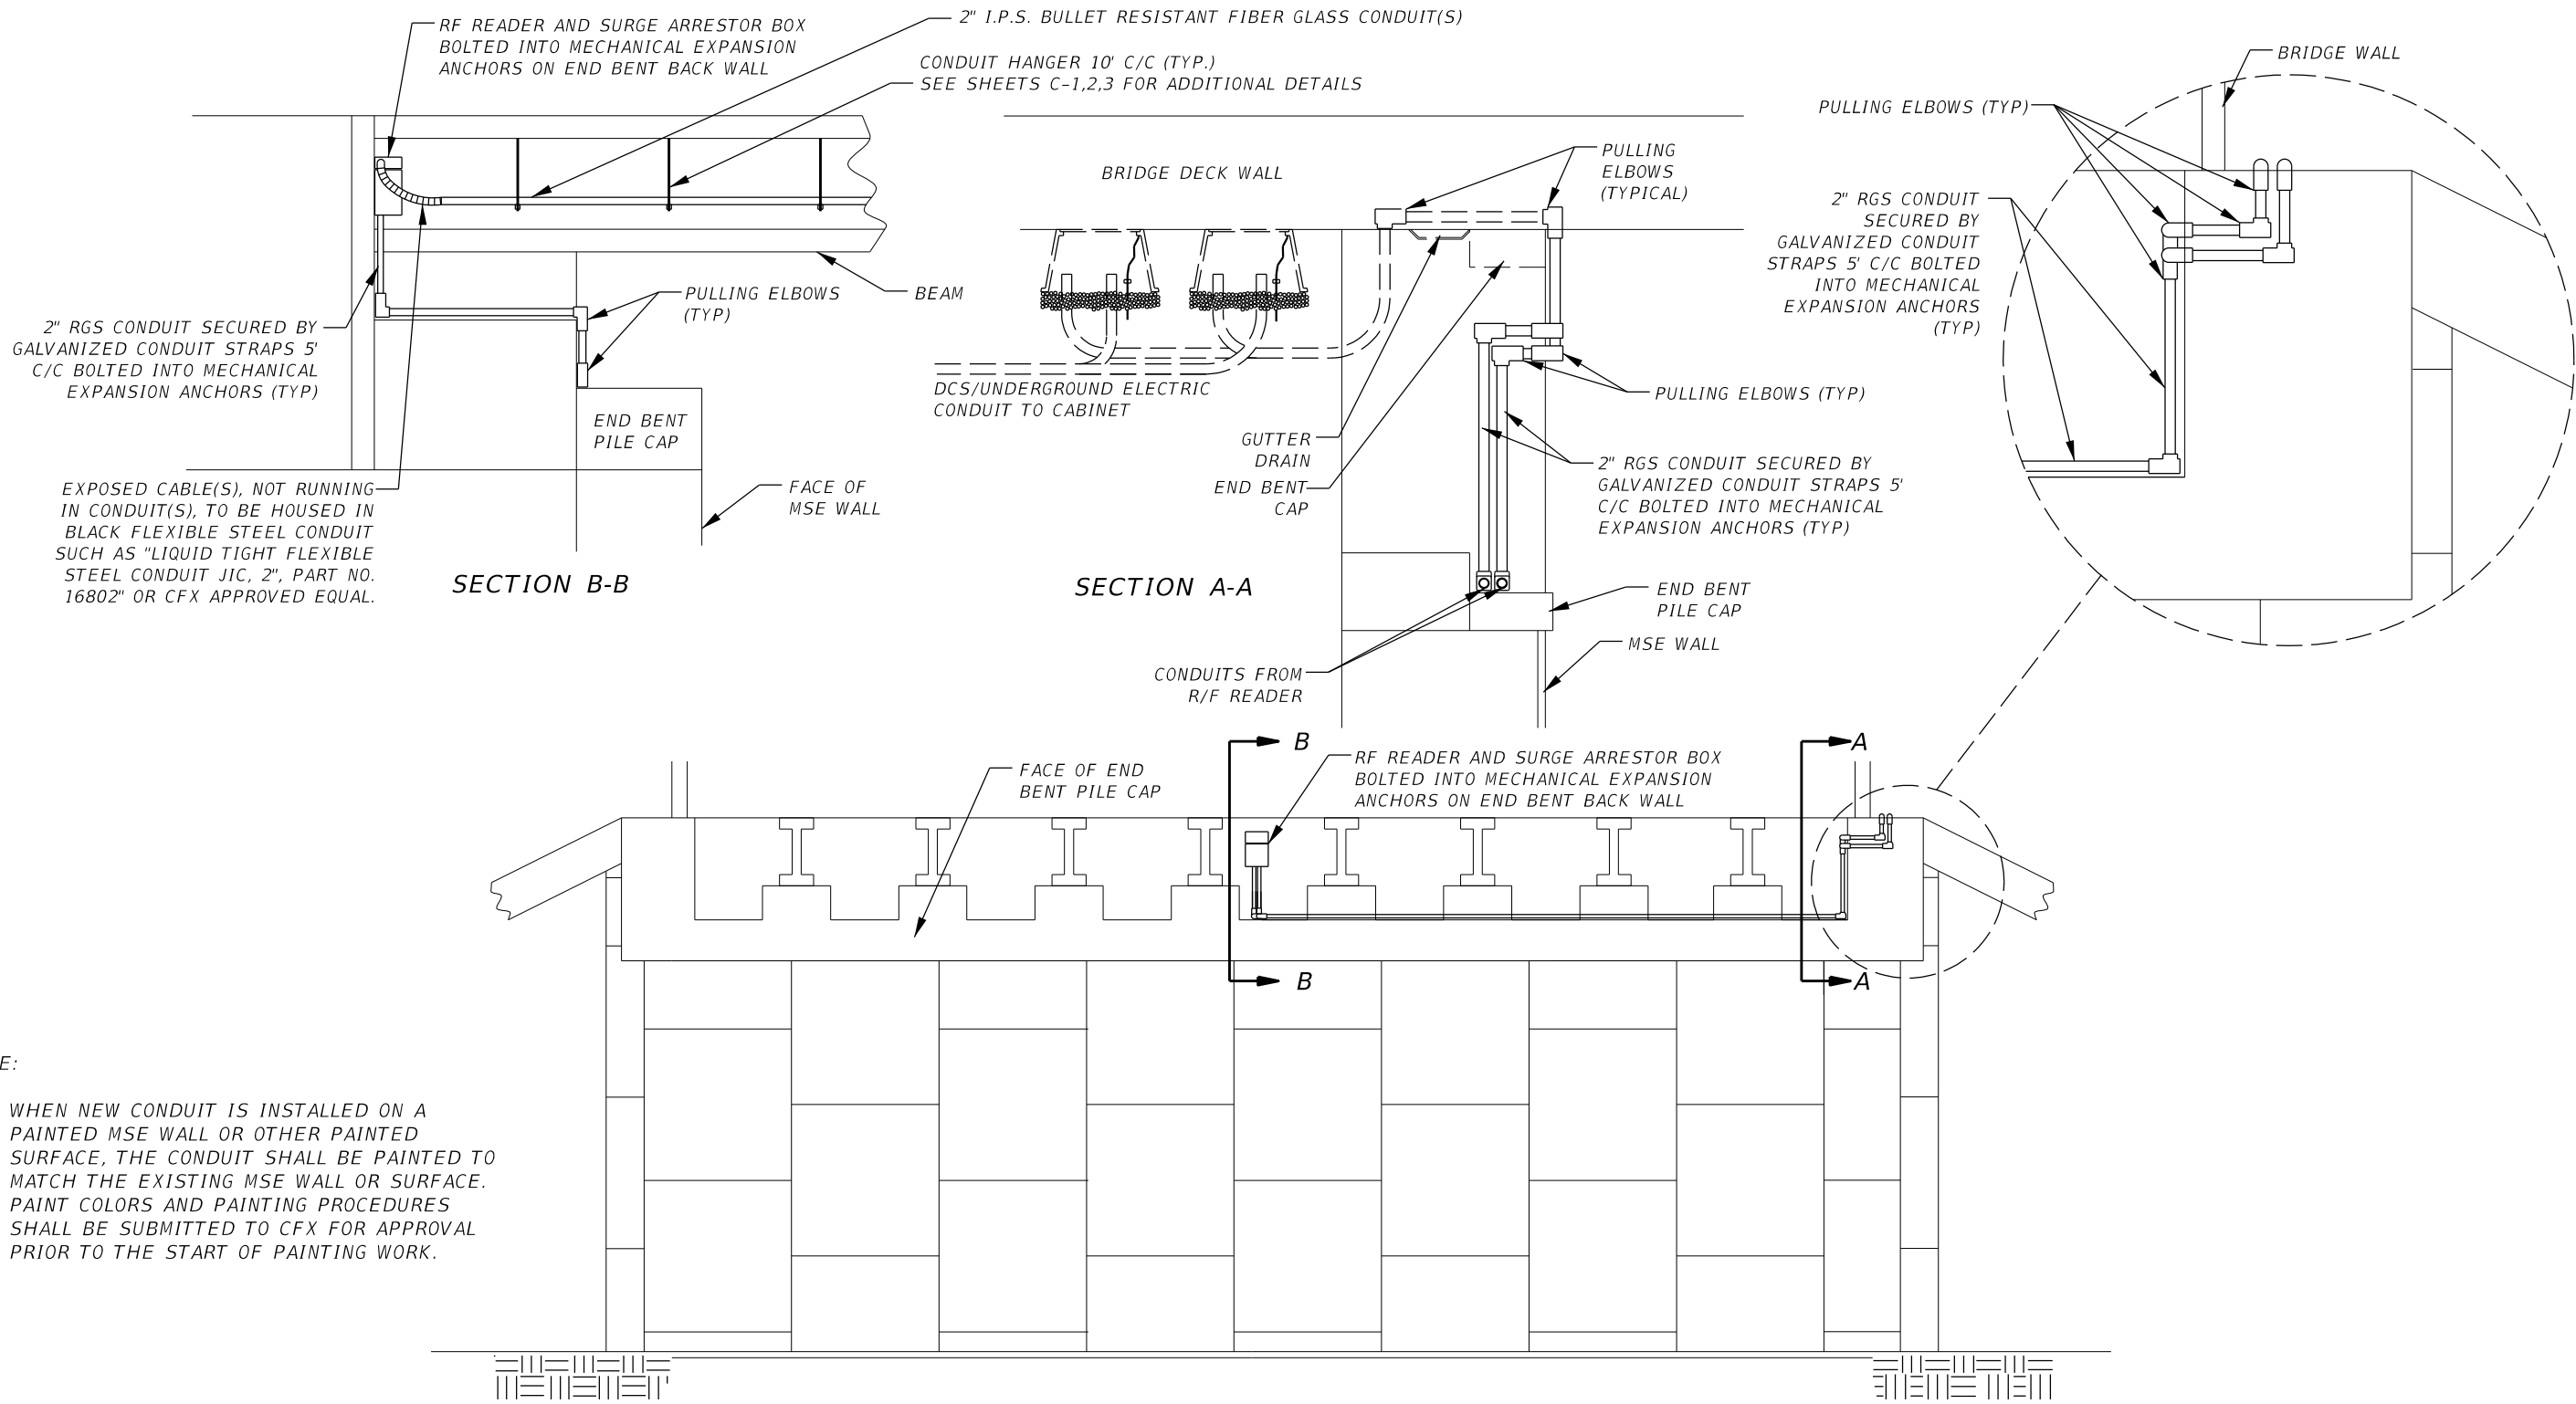 RF READER AND SURGE ARRESTOR BOX
BOLTED INTO MECHANICAL EXPANSION
ANCHORS ON END BENT BACK WALL
2" I.P.S. BULLET RESISTANT FIBER GLASS CONDUIT(S)
CONDUIT HANGER 10' C/C (TYP.)
SEE SHEETS C-1,2,3 FOR ADDITIONAL DETAILS
PULLING ELBOWS
(TYP)
BEAM
2" RGS CONDUIT SECURED BY
GALVANIZED CONDUIT STRAPS 5'
C/C BOLTED INTO MECHANICAL
EXPANSION ANCHORS (TYP)
END BENT
PILE CAP
EXPOSED CABLE(S), NOT RUNNING
IN CONDUIT(S), TO BE HOUSED IN
BLACK FLEXIBLE STEEL CONDUIT
SUCH AS "LIQUID TIGHT FLEXIBLE
STEEL CONDUIT JIC, 2", PART NO.
16802" OR CFX APPROVED EQUAL.
FACE OF
MSE WALL
SECTION B-B
BRIDGE DECK WALL
PULLING
ELBOWS
(TYPICAL)
DCS/UNDERGROUND ELECTRIC
CONDUIT TO CABINET
PULLING ELBOWS (TYP)
GUTTER
DRAIN
END BENT
CAP
2" RGS CONDUIT SECURED BY
GALVANIZED CONDUIT STRAPS 5'
C/C BOLTED INTO MECHANICAL
EXPANSION ANCHORS (TYP)
SECTION A-A
END BENT
PILE CAP
MSE WALL
CONDUITS FROM
R/F READER
BRIDGE WALL
PULLING ELBOWS (TYP)
2" RGS CONDUIT
SECURED BY
GALVANIZED CONDUIT
STRAPS 5' C/C BOLTED
INTO MECHANICAL
EXPANSION ANCHORS
(TYP)
FACE OF END
BENT PILE CAP
B
RF READER AND SURGE ARRESTOR BOX
BOLTED INTO MECHANICAL EXPANSION
ANCHORS ON END BENT BACK WALL
A
B
A
E:
WHEN NEW CONDUIT IS INSTALLED ON A
PAINTED MSE WALL OR OTHER PAINTED
SURFACE, THE CONDUIT SHALL BE PAINTED TO
MATCH THE EXISTING MSE WALL OR SURFACE.
PAINT COLORS AND PAINTING PROCEDURES
SHALL BE SUBMITTED TO CFX FOR APPROVAL
PRIOR TO THE START OF PAINTING WORK.